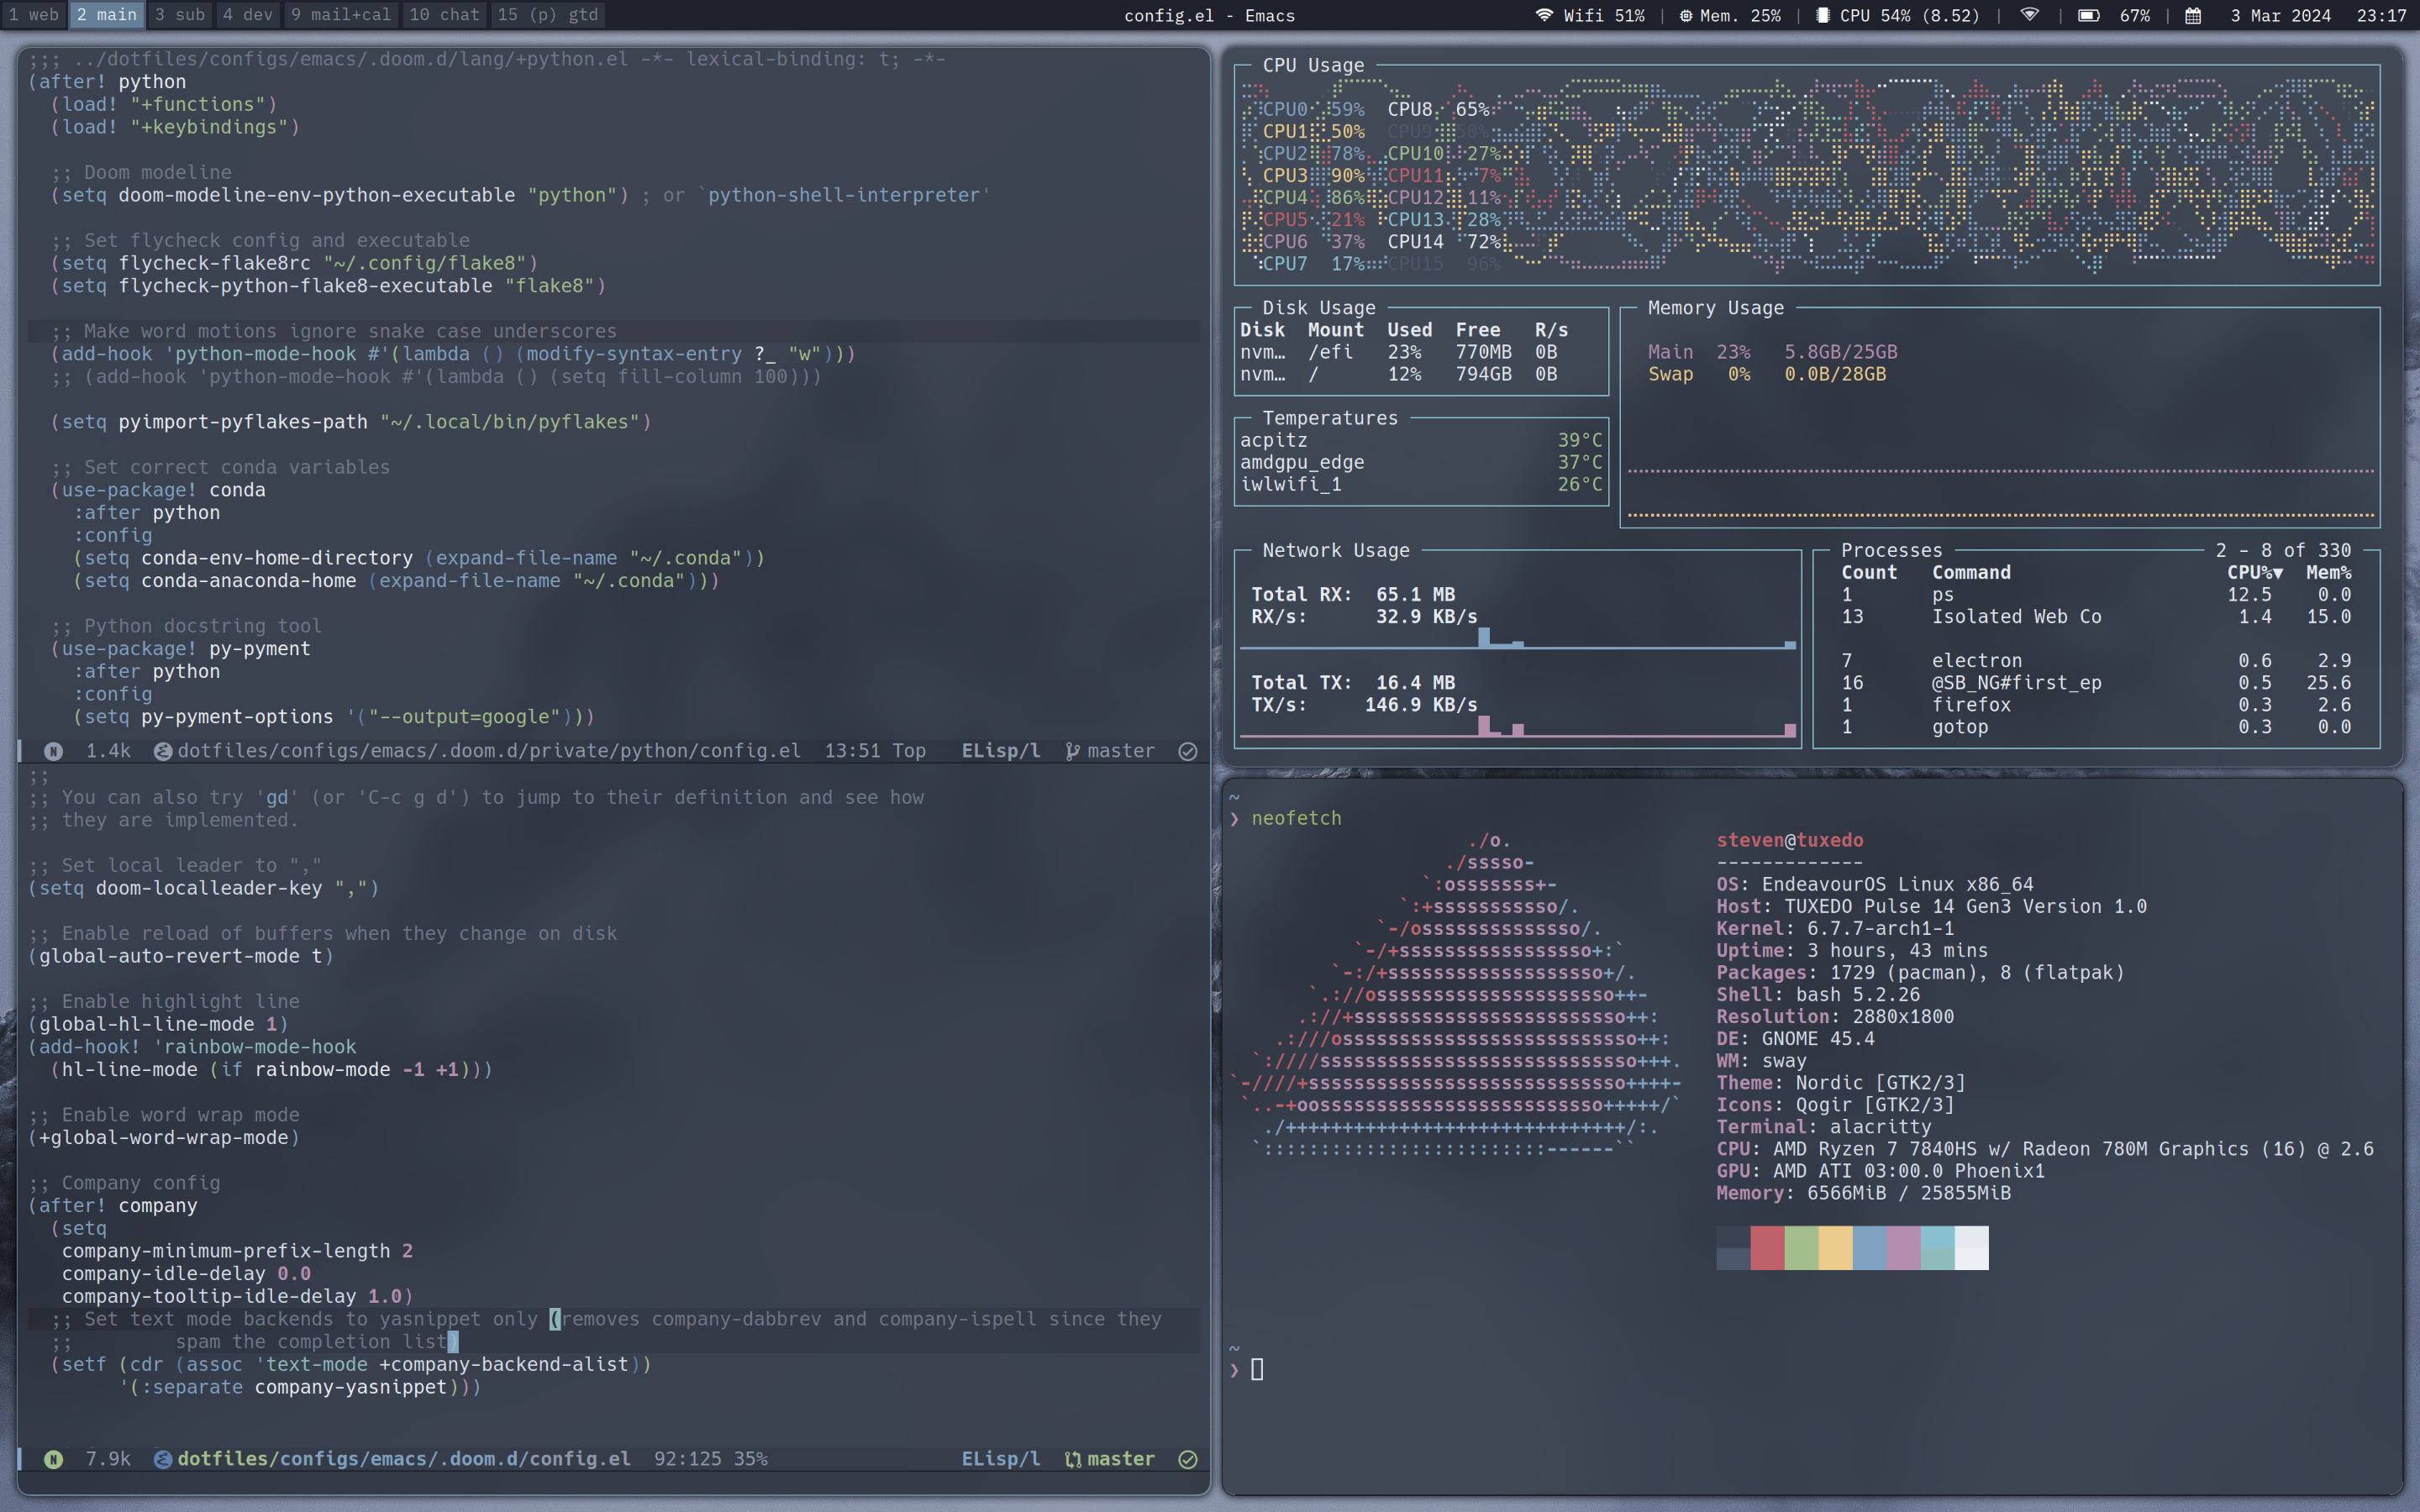 1 web 2 main 3 sub 4 dev 9 mail+cal 10 chat 15 (p) gtd
config.el - Emacs
Wifi 51% | Mem. 25% | CPU 54% (8.52) | | 67% | 3 Mar 2024 23:17
;;; ../dotfiles/configs/emacs/.doom.d/lang/+python.el -*- lexical-binding: t; -*-
(after! python
  (load! "+functions")
  (load! "+keybindings")
  ;; Doom modeline
  (setq doom-modeline-env-python-executable "python") ; or `python-shell-interpreter'
  ;; Set flycheck config and executable
  (setq flycheck-flake8rc "~/.config/flake8")
  (setq flycheck-python-flake8-executable "flake8")
  ;; Make word motions ignore snake case underscores
  (add-hook 'python-mode-hook #'(lambda () (modify-syntax-entry ?_ "w")))
  ;; (add-hook 'python-mode-hook #'(lambda () (setq fill-column 100)))
  (setq pyimport-pyflakes-path "~/.local/bin/pyflakes")
  ;; Set correct conda variables
  (use-package! conda
    :after python
    :config
    (setq conda-env-home-directory (expand-file-name "~/.conda"))
    (setq conda-anaconda-home (expand-file-name "~/.conda")))
  ;; Python docstring tool
  (use-package! py-pyment
    :after python
    :config
    (setq py-pyment-options '("--output=google")))
N 1.4k dotfiles/configs/emacs/.doom.d/private/python/config.el 13:51 Top ELisp/l master
;;
;; You can also try 'gd' (or 'C-c g d') to jump to their definition and see how
;; they are implemented.
;; Set local leader to ","
(setq doom-localleader-key ",")
;; Enable reload of buffers when they change on disk
(global-auto-revert-mode t)
;; Enable highlight line
(global-hl-line-mode 1)
(add-hook! 'rainbow-mode-hook
  (hl-line-mode (if rainbow-mode -1 +1)))
;; Enable word wrap mode
(+global-word-wrap-mode)
;; Company config
(after! company
  (setq
   company-minimum-prefix-length 2
   company-idle-delay 0.0
   company-tooltip-idle-delay 1.0)
  ;; Set text mode backends to yasnippet only (removes company-dabbrev and company-ispell since they
  ;;         spam the completion list)
  (setf (cdr (assoc 'text-mode +company-backend-alist))
        '(:separate company-yasnippet)))
N 7.9k dotfiles/configs/emacs/.doom.d/config.el 92:125 35% ELisp/l master
CPU Usage
CPU0 59% CPU8 65%
CPU1 50% CPU9 50%
CPU2 78% CPU10 27%
CPU3 90% CPU11 7%
CPU4 86% CPU12 11%
CPU5 21% CPU13 28%
CPU6 37% CPU14 72%
CPU7 17% CPU15 96%
Disk Usage
Disk Mount Used Free R/s
nvm… /efi 23% 770MB 0B
nvm… / 12% 794GB 0B
Memory Usage
Main 23% 5.8GB/25GB
Swap 0% 0.0B/28GB
Temperatures
acpitz 39°C
amdgpu_edge 37°C
iwlwifi_1 26°C
Network Usage
Total RX: 65.1 MB
RX/s: 32.9 KB/s
Total TX: 16.4 MB
TX/s: 146.9 KB/s
Processes 2 - 8 of 330
Count Command CPU%▼ Mem%
1 ps 12.5 0.0
13 Isolated Web Co 1.4 15.0
7 electron 0.6 2.9
16 @SB_NG#first_ep 0.5 25.6
1 firefox 0.3 2.6
1 gotop 0.3 0.0
~
❯ neofetch
steven@tuxedo
-------------
OS: EndeavourOS Linux x86_64
Host: TUXEDO Pulse 14 Gen3 Version 1.0
Kernel: 6.7.7-arch1-1
Uptime: 3 hours, 43 mins
Packages: 1729 (pacman), 8 (flatpak)
Shell: bash 5.2.26
Resolution: 2880x1800
DE: GNOME 45.4
WM: sway
Theme: Nordic [GTK2/3]
Icons: Qogir [GTK2/3]
Terminal: alacritty
CPU: AMD Ryzen 7 7840HS w/ Radeon 780M Graphics (16) @ 2.6
GPU: AMD ATI 03:00.0 Phoenix1
Memory: 6566MiB / 25855MiB
~
❯